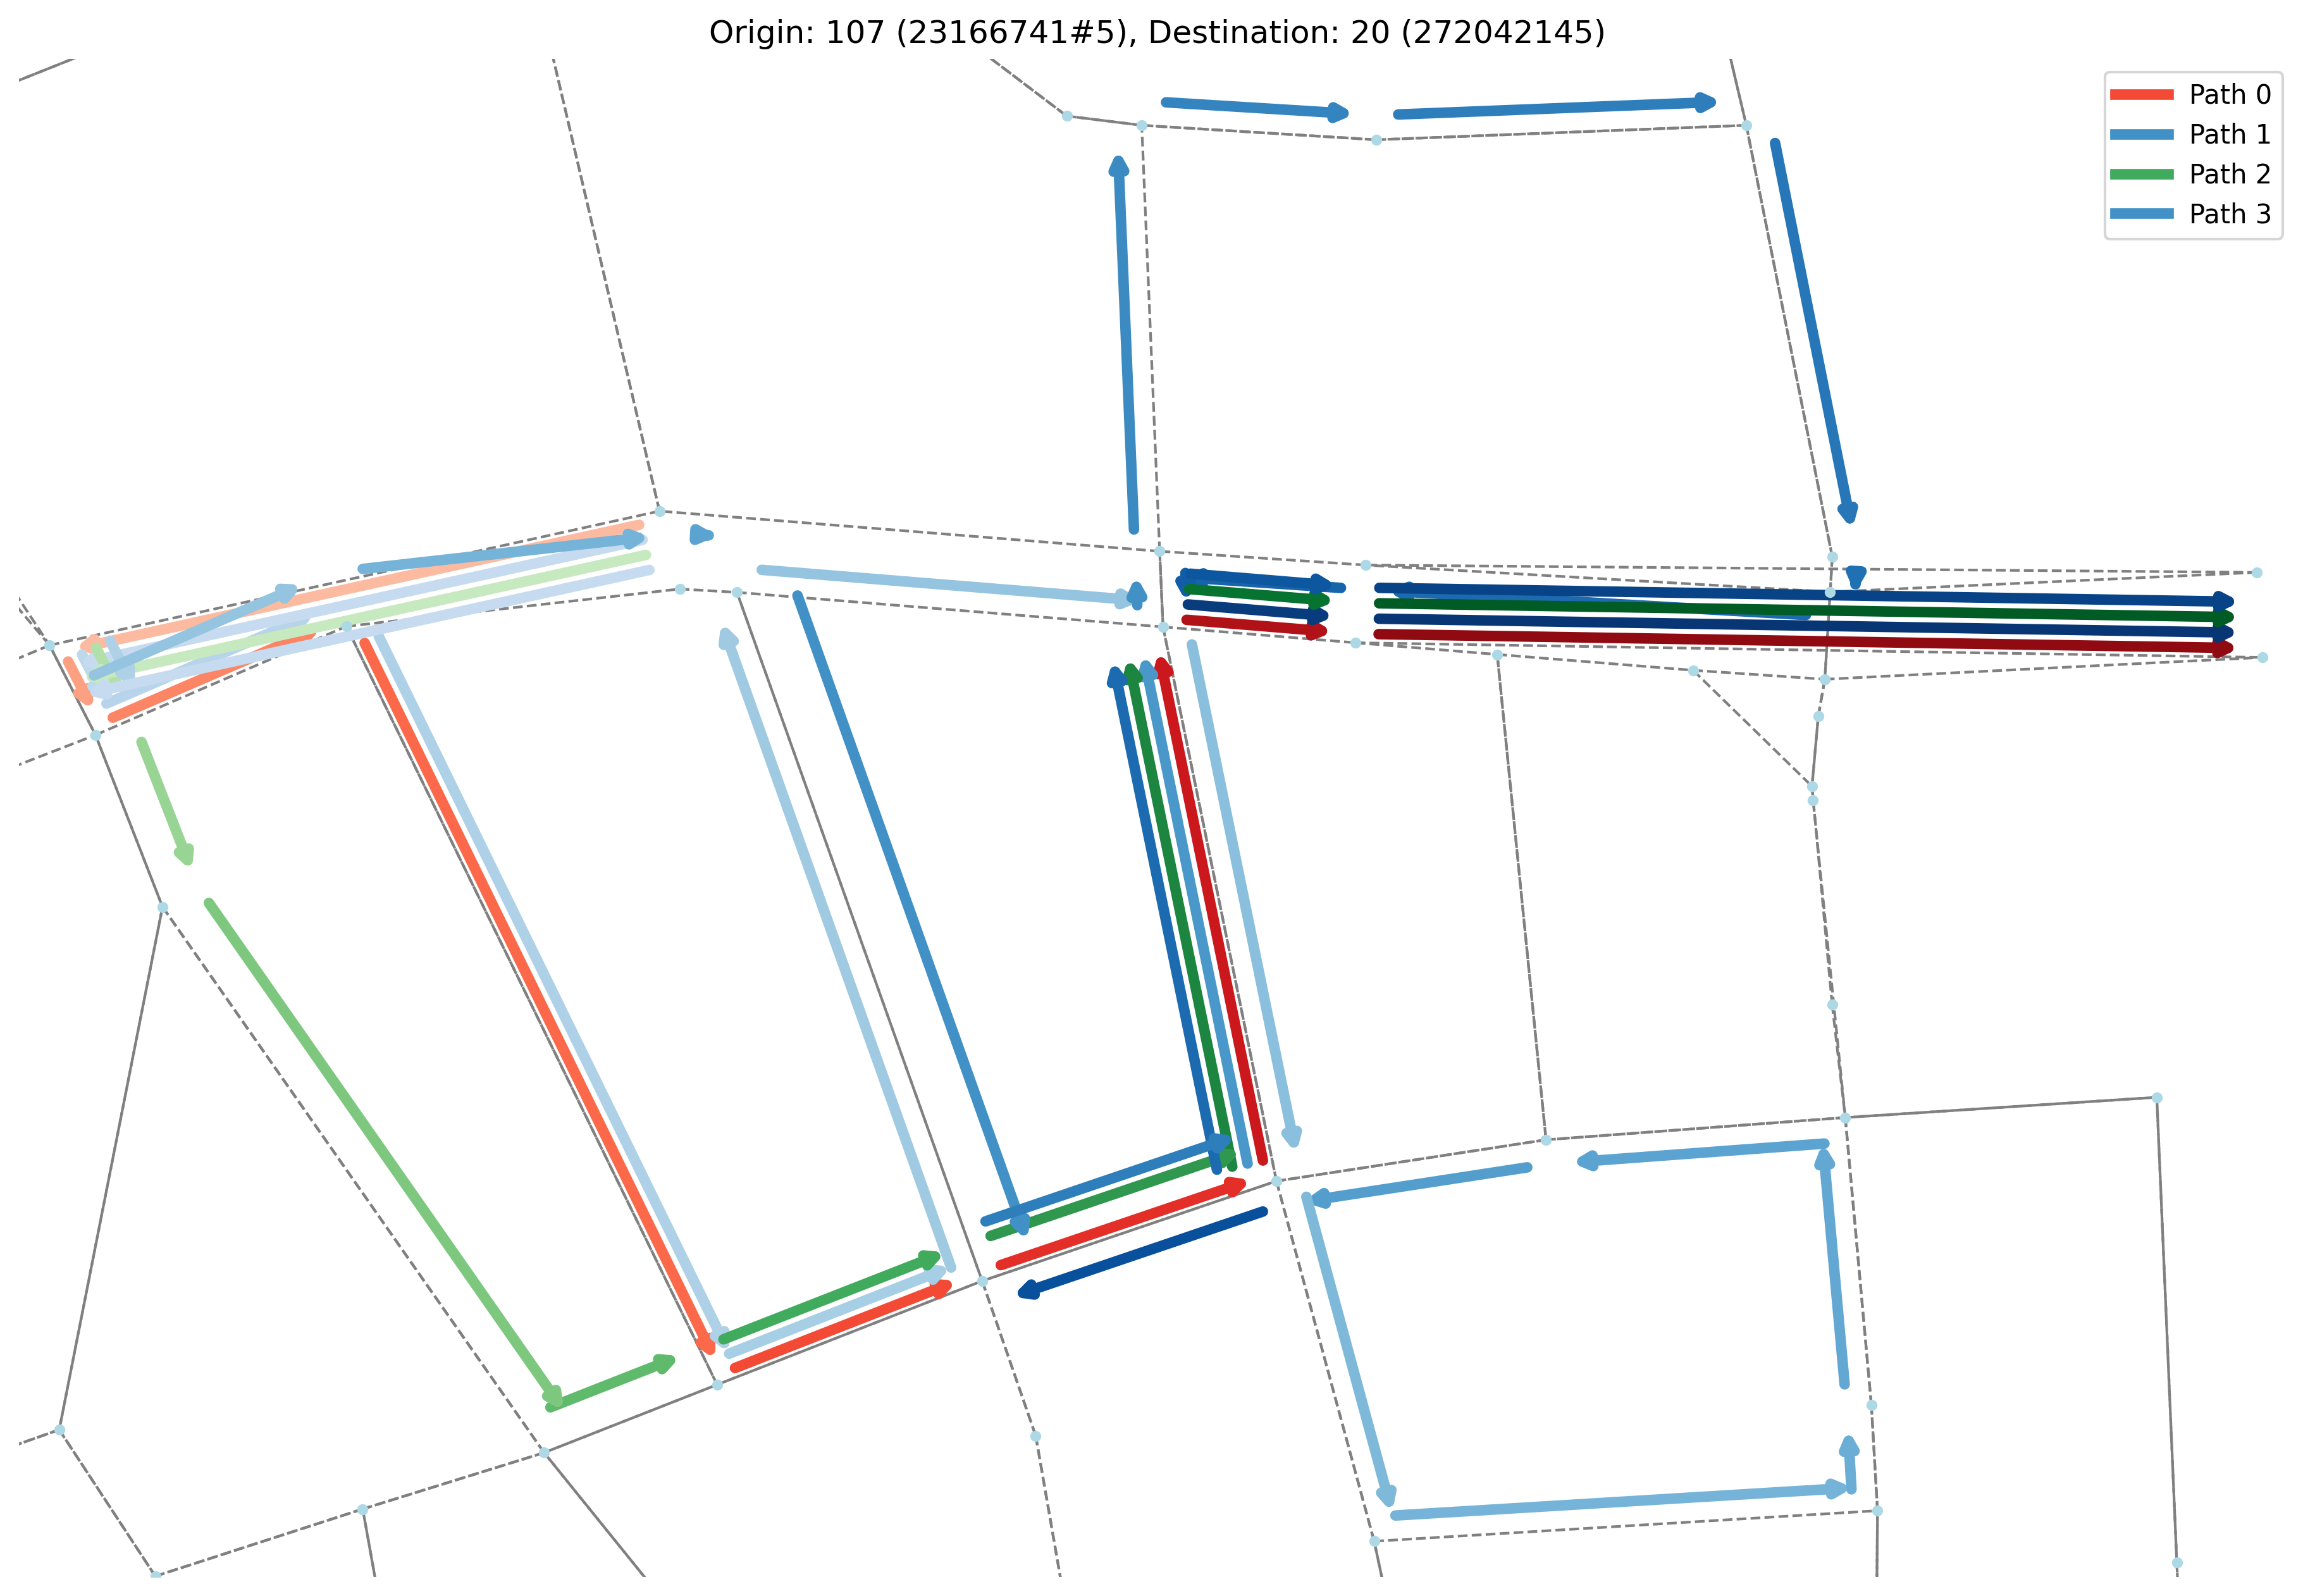 Origin: 107 (23166741#5), Destination: 20 (272042145)
Path 0
Path 1
Path 2
Path 3